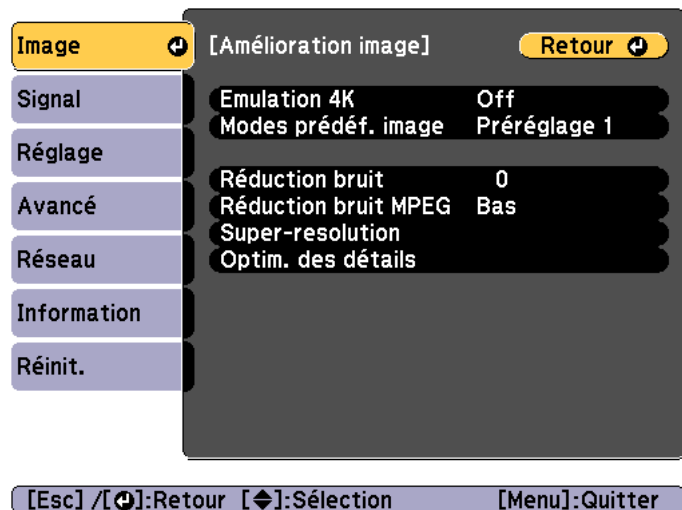 Image
[Amélioration image]
Retour
Signal
Emulation 4K Off
Modes prédéf. image Préréglage 1
Réglage
Réduction bruit 0
Avancé
Réduction bruit MPEG Bas
Super-resolution
Réseau
Optim. des détails
Information
Réinit.
[Esc] /[⏎]:Retour [◆]:Sélection [Menu]:Quitter